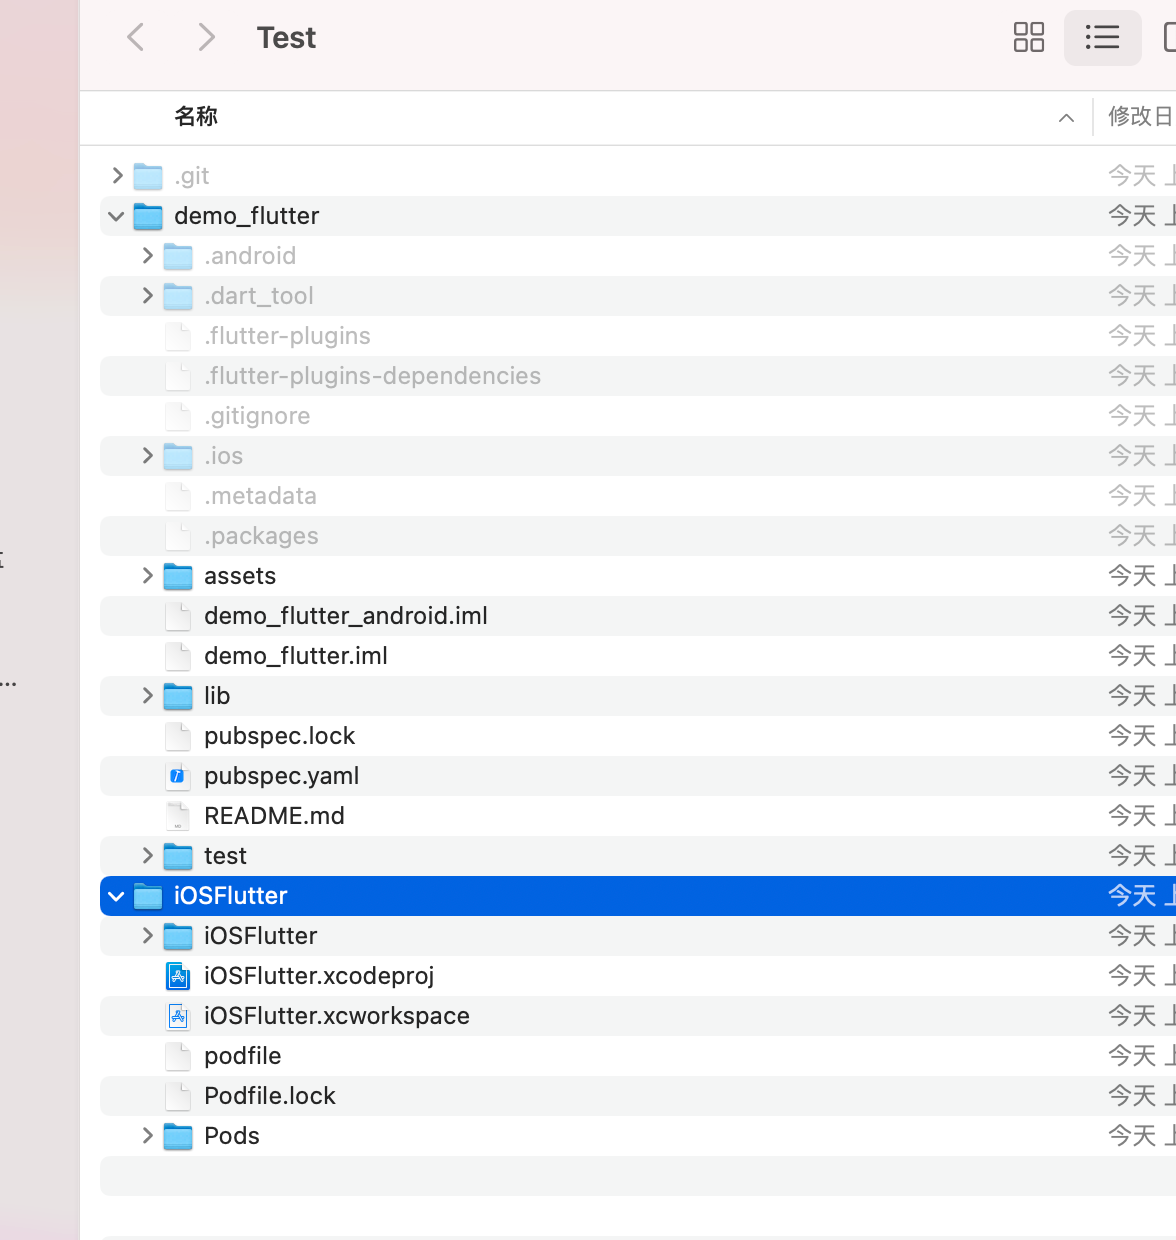 Test
名称 修改日
.git 今天
demo_flutter 今天
.android 今天
.dart_tool 今天
.flutter-plugins 今天
.flutter-plugins-dependencies 今天
.gitignore 今天
.ios 今天
.metadata 今天
.packages 今天
assets 今天
demo_flutter_android.iml 今天
demo_flutter.iml 今天
lib 今天
pubspec.lock 今天
pubspec.yaml 今天
README.md 今天
test 今天
iOSFlutter 今天
iOSFlutter 今天
iOSFlutter.xcodeproj 今天
iOSFlutter.xcworkspace 今天
podfile 今天
Podfile.lock 今天
Pods 今天